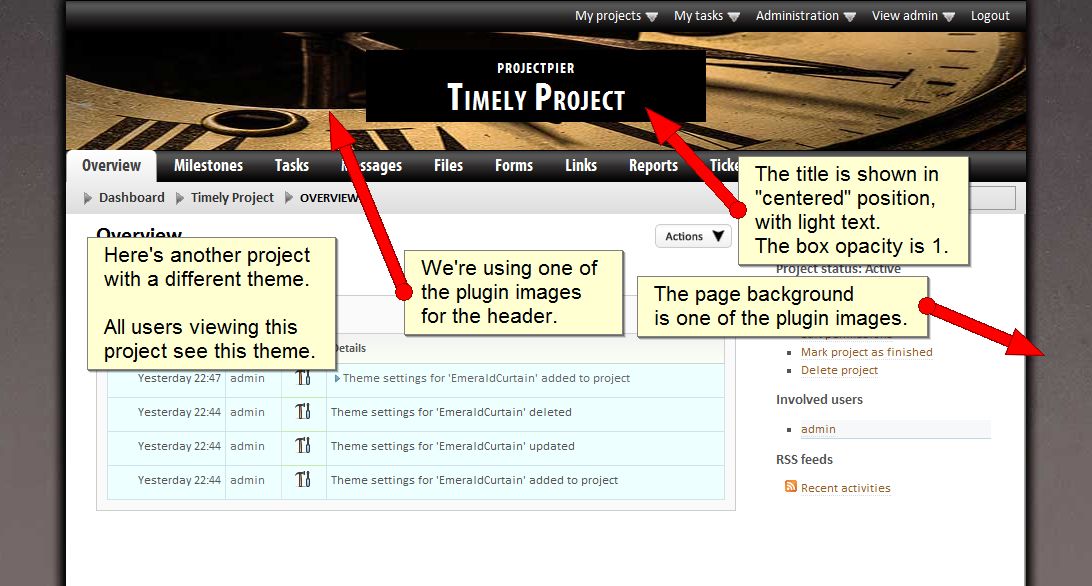 My projects My tasks Administration View admin Logout
PROJECTPIER
TIMELY PROJECT
Overview Milestones Tasks Messages Files Forms Links Reports
Dashboard Timely Project OVERVIEW
The title is shown in
"centered" position,
with light text.
The box opacity is 1.
Overview
Actions
Here's another project
with a different theme.
All users viewing this
project see this theme.
We're using one of
the plugin images
for the header.
Project status: Active
The page background
is one of the plugin images.
Details
Yesterday 22:47 admin Theme settings for 'EmeraldCurtain' added to project
Yesterday 22:44 admin Theme settings for 'EmeraldCurtain' deleted
Yesterday 22:44 admin Theme settings for 'EmeraldCurtain' updated
Yesterday 22:44 admin Theme settings for 'EmeraldCurtain' added to project
Mark project as finished
Delete project
Involved users
admin
RSS feeds
Recent activities